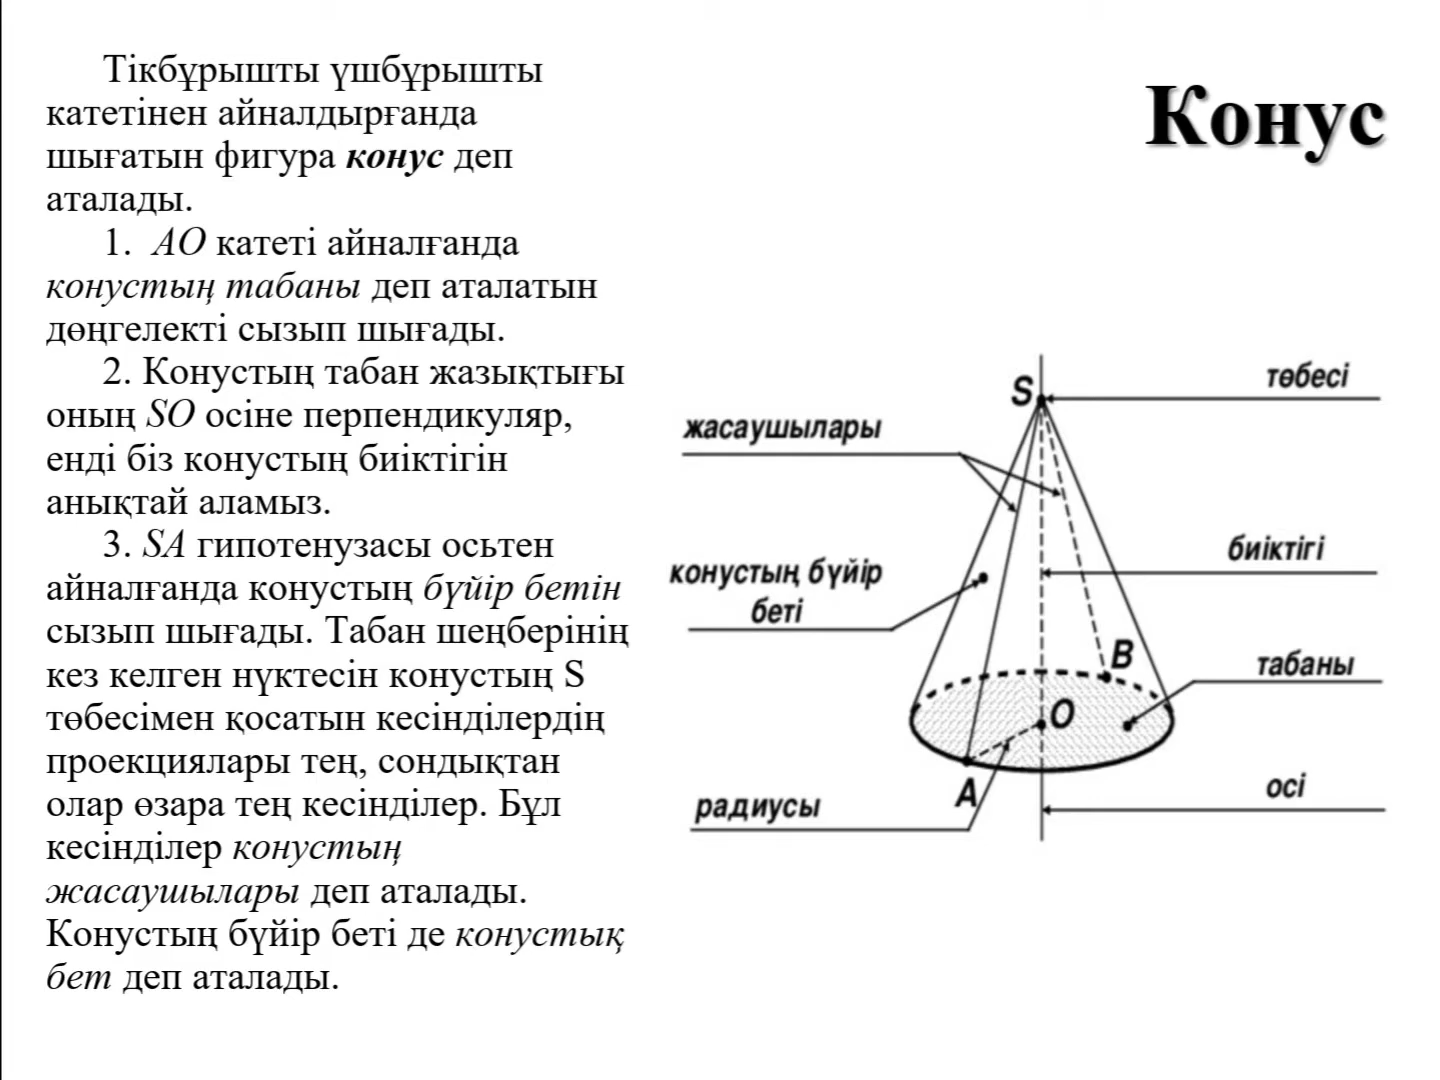 Тікбұрышты үшбұрышты
катетінен айналдырғанда
шығатын фигура конус деп
аталады.
1. АО катеті айналғанда
конустың табаны деп аталатын
дөңгелекті сызып шығады.
2. Конустың табан жазықтығы
оның SO осіне перпендикуляр,
енді біз конустың биіктігін
анықтай аламыз.
3. SA гипотенузасы осьтен
айналғанда конустың бүйір бетін
сызып шығады. Табан шеңберінің
кез келген нүктесін конустың S
төбесімен қосатын кесінділердің
проекциялары тең, сондықтан
олар өзара тең кесінділер. Бұл
кесінділер конустың
жасаушылары деп аталады.
Конустың бүйір беті де конустық
бет деп аталады.
Конус
S
төбесі
жасаушылары
биіктігі
конустың бүйір
беті
B
табаны
O
A
осі
радиусы